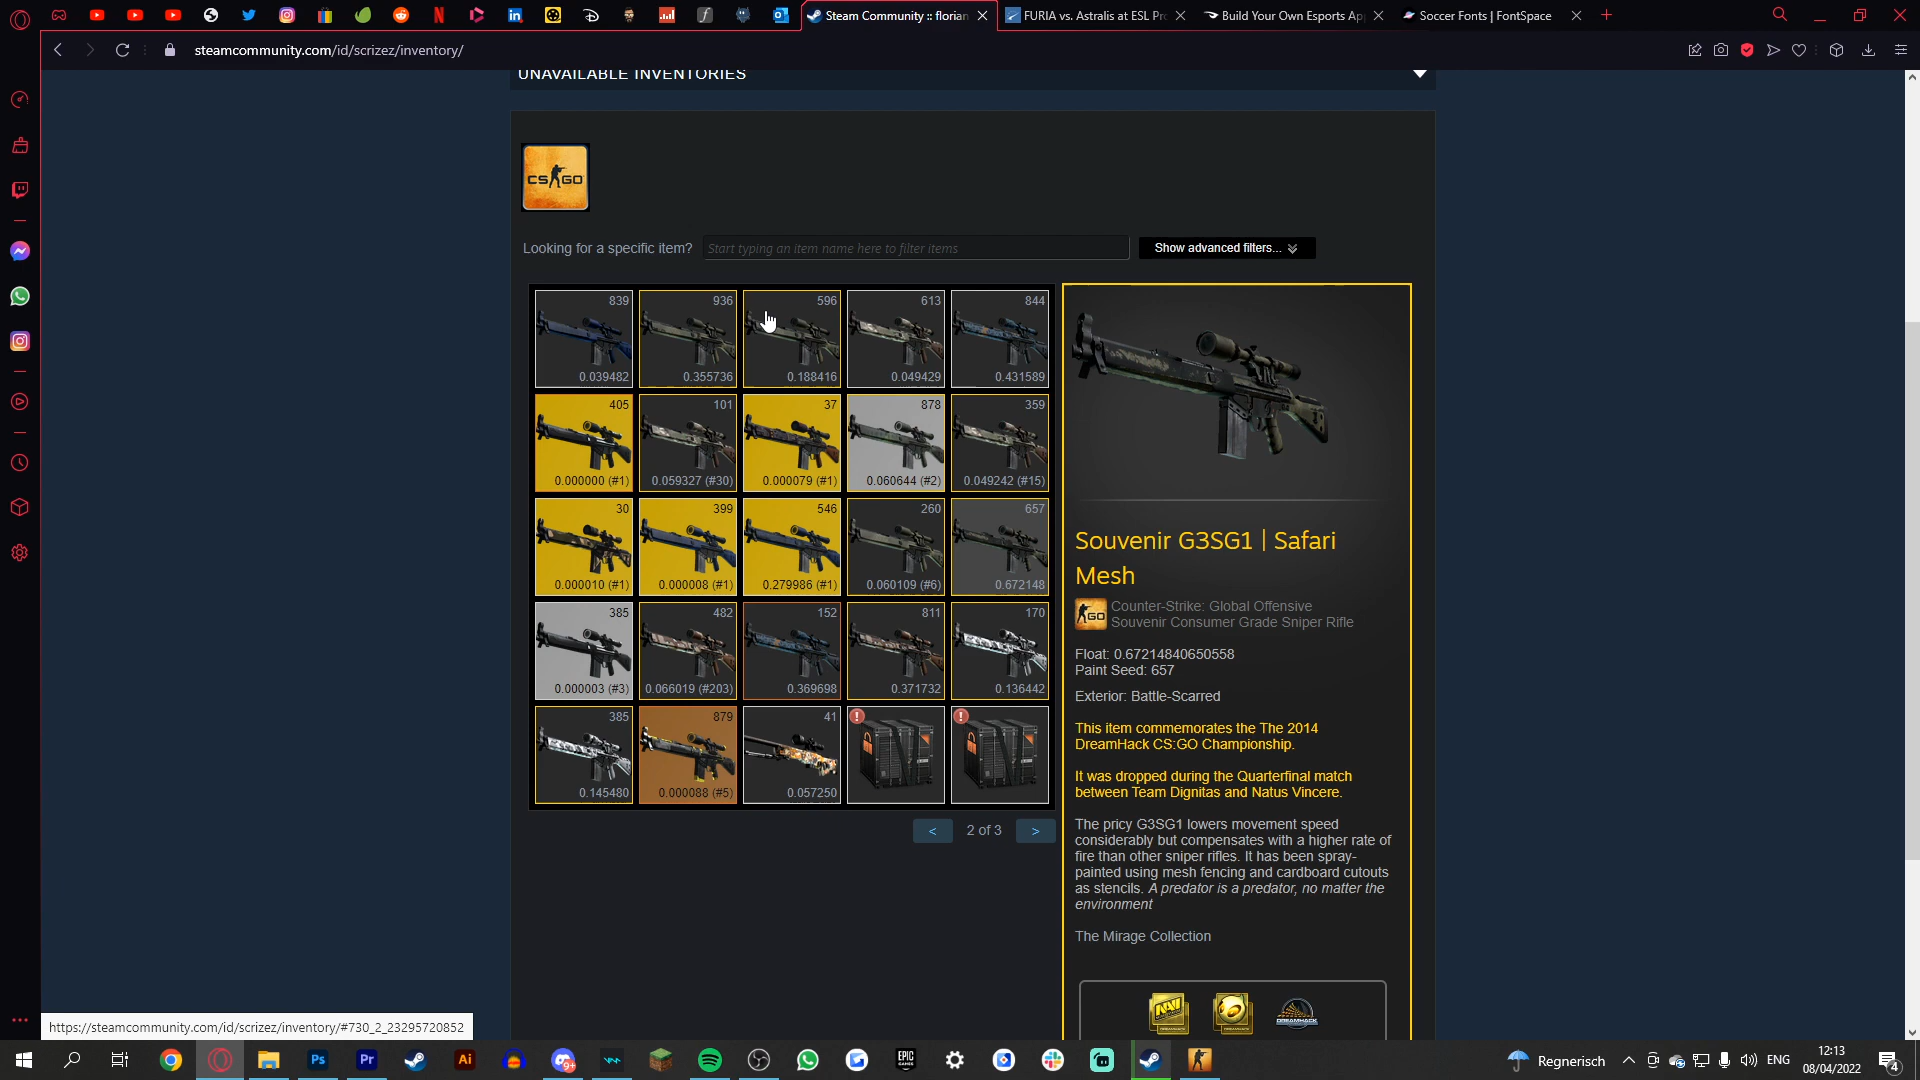 Steam Community :: florian
FURIA vs. Astralis at ESL Pro
Build Your Own Esports Ap
Soccer Fonts | FontSpace
steamcommunity.com/id/scrizez/inventory/
UNAVAILABLE INVENTORIES
CS GO
Looking for a specific item?
Start typing an item name here to filter items
Show advanced filters...
839 936 596 613 844
0.039482 0.355736 0.188416 0.049429 0.431589
405 101 37 878 359
0.000000 (#1) 0.059327 (#30) 0.000079 (#1) 0.060644 (#2) 0.049242 (#15)
30 399 546 260 657
0.000010 (#1) 0.000008 (#1) 0.279986 (#1) 0.060109 (#6) 0.672148
385 482 152 811 170
0.000003 (#3) 0.066019 (#203) 0.369698 0.371732 0.136442
385 879 41
0.145480 0.000088 (#5) 0.057250
< 2 of 3 >
Souvenir G3SG1 | Safari
Mesh
GO
Counter-Strike: Global Offensive
Souvenir Consumer Grade Sniper Rifle
Float: 0.67214840650558
Paint Seed: 657
Exterior: Battle-Scarred
This item commemorates the The 2014
DreamHack CS:GO Championship.
It was dropped during the Quarterfinal match
between Team Dignitas and Natus Vincere.
The pricy G3SG1 lowers movement speed
considerably but compensates with a higher rate of
fire than other sniper rifles. It has been spray-
painted using mesh fencing and cardboard cutouts
as stencils. A predator is a predator, no matter the
environment
The Mirage Collection
DREAMHACK
https://steamcommunity.com/id/scrizez/inventory/#730_2_23295720852
Ps
Pr
Ai
9+
EPIC GAMES
Regnerisch
ENG
12:13
08/04/2022
4